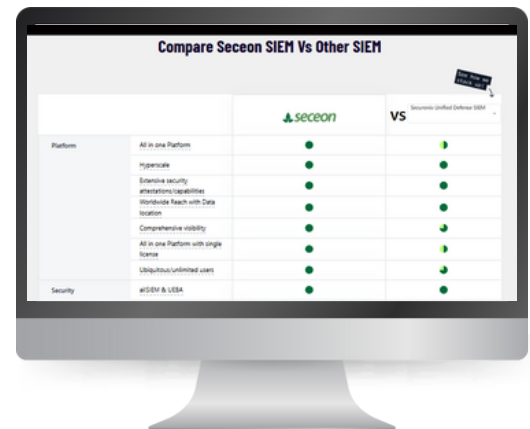 Compare Seceon SIEM Vs Other SIEM
See how we
stack up!
seceon
VS
Securonix Unified Defense SIEM
Platform
All in one Platform
Hyperscale
Extensive security
attestations/capabilities
Worldwide Reach with Data
location
Comprehensive visibility
All in one Platform with single
license
Ubiquitous/unlimited users
Security
aiSIEM & UEBA